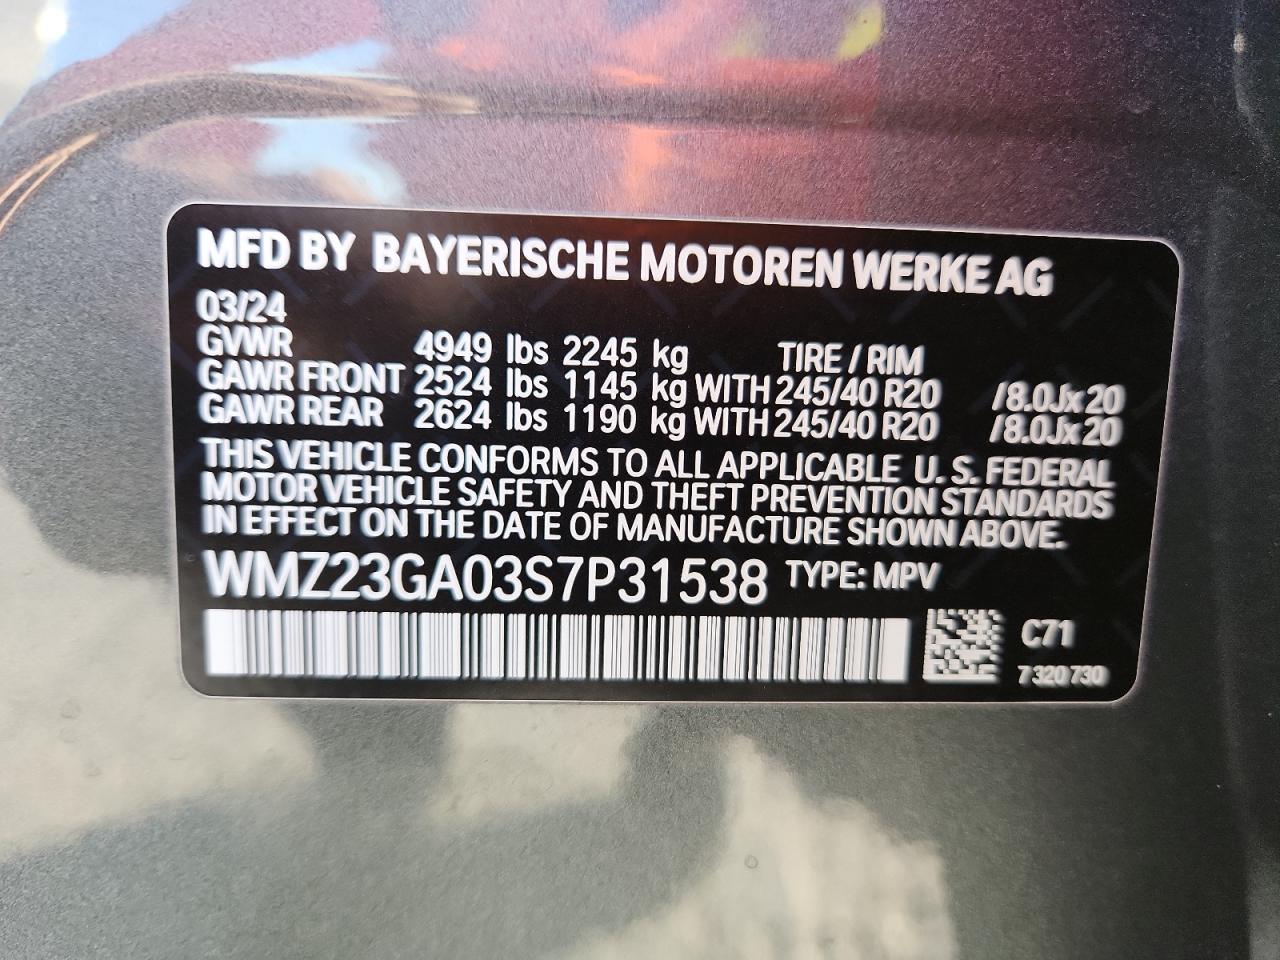 MFD BY BAYERISCHE MOTOREN WERKE AG
03/24
GVWR 4949 lbs 2245 kg TIRE / RIM
GAWR FRONT 2524 lbs 1145 kg WITH 245/40 R20 /8.0Jx20
GAWR REAR 2624 lbs 1190 kg WITH 245/40 R20 /8.0Jx20
THIS VEHICLE CONFORMS TO ALL APPLICABLE U.S. FEDERAL
MOTOR VEHICLE SAFETY AND THEFT PREVENTION STANDARDS
IN EFFECT ON THE DATE OF MANUFACTURE SHOWN ABOVE.
WMZ23GA03S7P31538 TYPE: MPV
C71
7 320 730